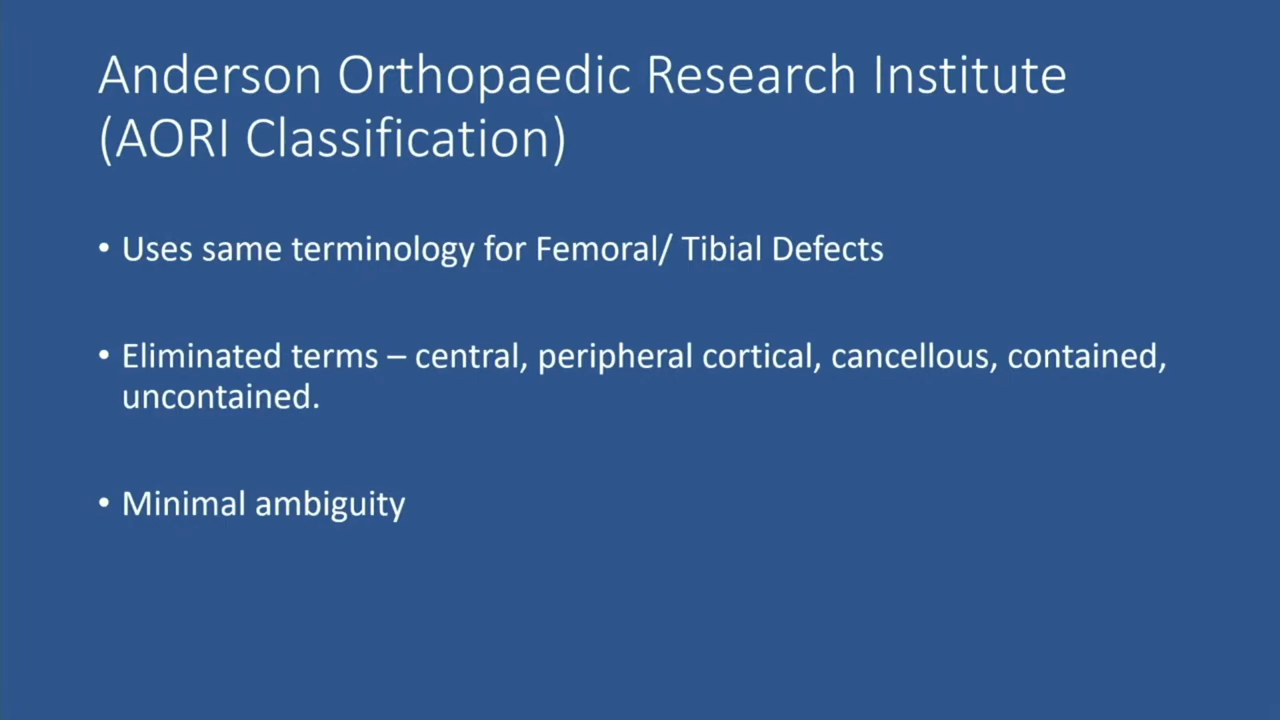 Anderson Orthopaedic Research Institute
(AORI Classification)
• Uses same terminology for Femoral/ Tibial Defects
• Eliminated terms – central, peripheral cortical, cancellous, contained,
uncontained.
• Minimal ambiguity